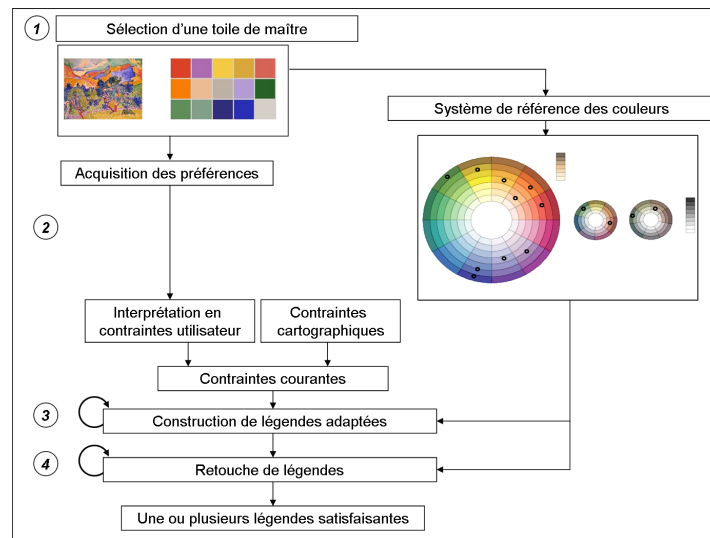 1
Sélection d'une toile de maître
Système de référence des couleurs
Acquisition des préférences
2
Interprétation en
contraintes utilisateur
Contraintes
cartographiques
Contraintes courantes
3
Construction de légendes adaptées
4
Retouche de légendes
Une ou plusieurs légendes satisfaisantes